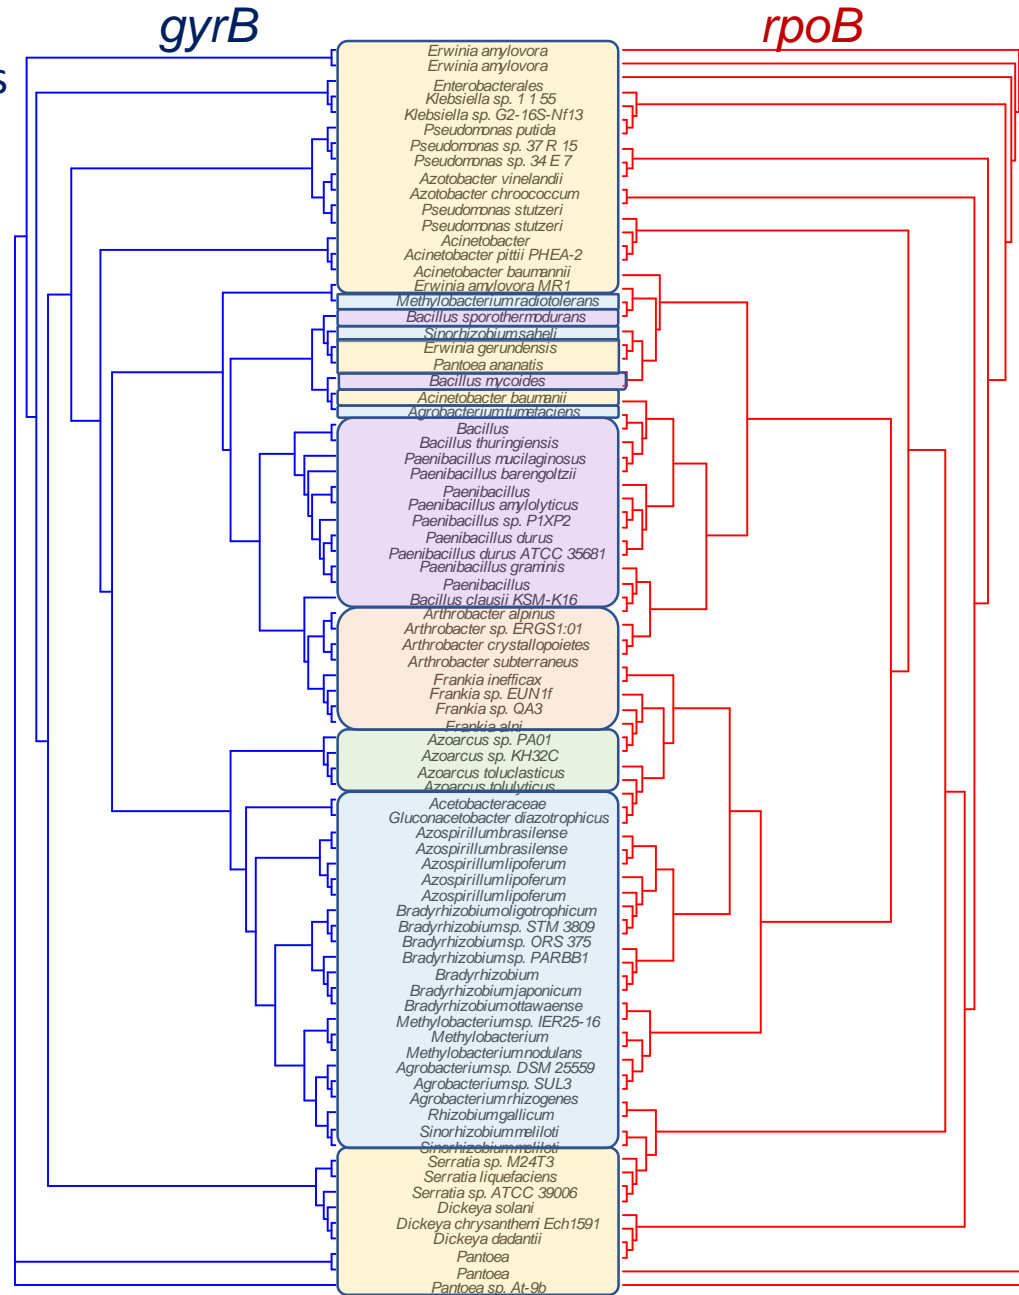 gyrB
rpoB
s
Erwinia amylovora
Erwinia amylovora
Enterobacterales
Klebsiella sp. 1 1 55
Klebsiella sp. G2-16S-Nf13
Pseudomonas putida
Pseudomonas sp. 37 R 15
Pseudomonas sp. 34 E 7
Azotobacter vinelandii
Azotobacter chroococcum
Pseudomonas stutzeri
Pseudomonas stutzeri
Acinetobacter
Acinetobacter pittii PHEA-2
Acinetobacter baumannii
Erwinia amylovora MR1
Methylobacterium radiotolerans
Bacillus sporothermodurans
Sinorhizobium saheli
Erwinia gerundensis
Pantoea ananatis
Bacillus mycoides
Acinetobacter baumanii
Agrobacterium tumefaciens
Bacillus
Bacillus thuringiensis
Paenibacillus mucilaginosus
Paenibacillus barengoltzii
Paenibacillus
Paenibacillus amylolyticus
Paenibacillus sp. P1XP2
Paenibacillus durus
Paenibacillus durus ATCC 35681
Paenibacillus graminis
Paenibacillus
Bacillus clausii KSM-K16
Arthrobacter alpinus
Arthrobacter sp. ERGS1:01
Arthrobacter crystallopoietes
Arthrobacter subterraneus
Frankia inefficax
Frankia sp. EUN1f
Frankia sp. QA3
Frankia alni
Azoarcus sp. PA01
Azoarcus sp. KH32C
Azoarcus toluclasticus
Azoarcus tolulyticus
Acetobacteraceae
Gluconacetobacter diazotrophicus
Azospirillum brasilense
Azospirillum brasilense
Azospirillum lipoferum
Azospirillum lipoferum
Azospirillum lipoferum
Bradyrhizobium oligotrophicum
Bradyrhizobium sp. STM 3809
Bradyrhizobium sp. ORS 375
Bradyrhizobium sp. PARBB1
Bradyrhizobium
Bradyrhizobium japonicum
Bradyrhizobium ottawaense
Methylobacterium sp. IER25-16
Methylobacterium
Methylobacterium nodulans
Agrobacterium sp. DSM 25559
Agrobacterium sp. SUL3
Agrobacterium rhizogenes
Rhizobium gallicum
Sinorhizobium meliloti
Sinorhizobium meliloti
Serratia sp. M24T3
Serratia liquefaciens
Serratia sp. ATCC 39006
Dickeya solani
Dickeya chrysanthemi Ech1591
Dickeya dadantii
Pantoea
Pantoea
Pantoea sp. At-9b